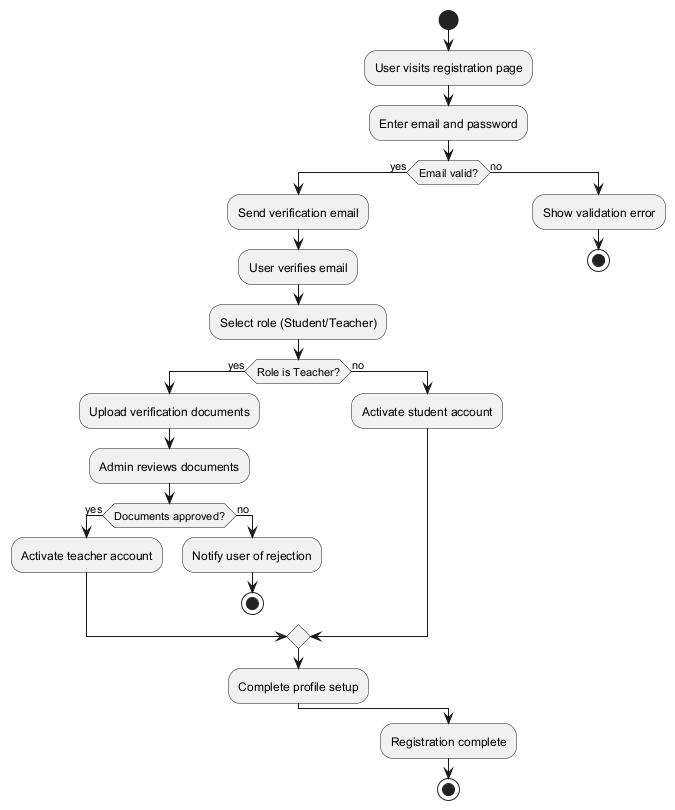 User visits registration page
Enter email and password
yes
Email valid?
no
Send verification email
Show validation error
User verifies email
Select role (Student/Teacher)
yes
Role is Teacher?
no
Upload verification documents
Activate student account
Admin reviews documents
yes
Documents approved?
no
Activate teacher account
Notify user of rejection
Complete profile setup
Registration complete